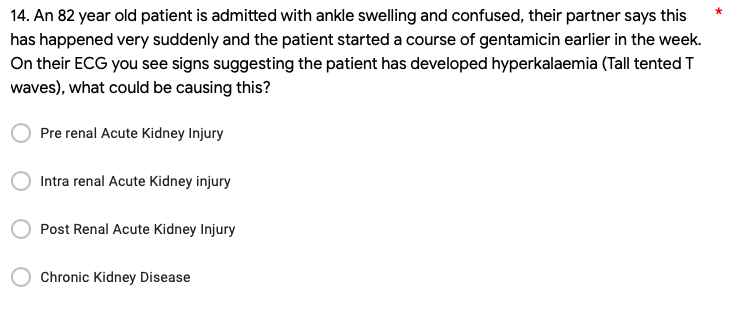 14. An 82 year old patient is admitted with ankle swelling and confused, their partner says this *
has happened very suddenly and the patient started a course of gentamicin earlier in the week.
On their ECG you see signs suggesting the patient has developed hyperkalaemia (Tall tented T
waves), what could be causing this?
Pre renal Acute Kidney Injury
Intra renal Acute Kidney injury
Post Renal Acute Kidney Injury
Chronic Kidney Disease